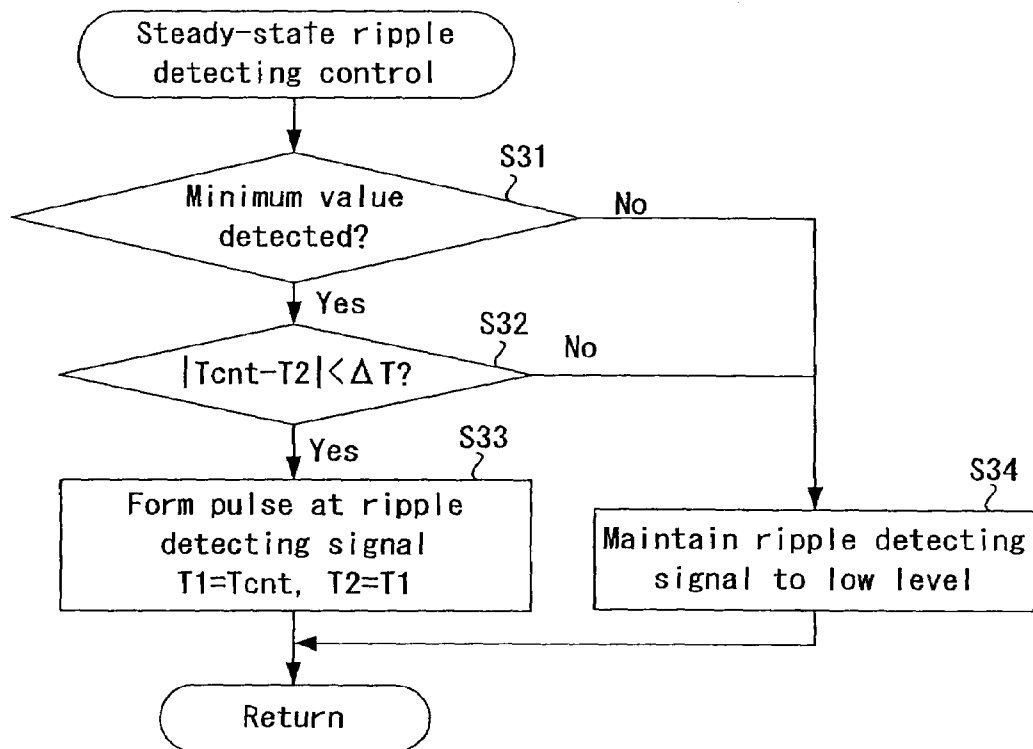 Steady-state ripple
detecting control
S31
Minimum value
detected?
No
Yes
S32
|Tcnt-T2|<ΔT?
No
Yes
S33
Form pulse at ripple
detecting signal
T1=Tcnt, T2=T1
S34
Maintain ripple detecting
signal to low level
Return